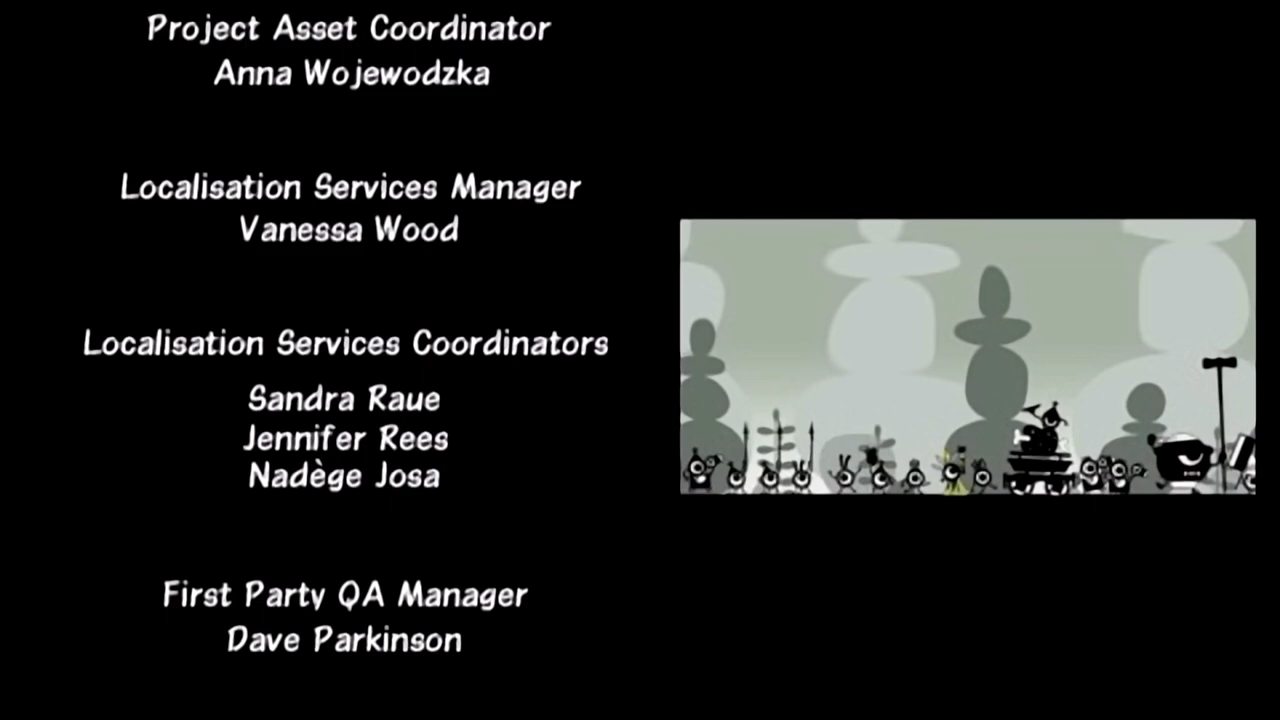 Project Asset Coordinator
Anna Wojewodzka
Localisation Services Manager
Vanessa Wood
Localisation Services Coordinators
Sandra Raue
Jennifer Rees
Nadège Josa
First Party QA Manager
Dave Parkinson